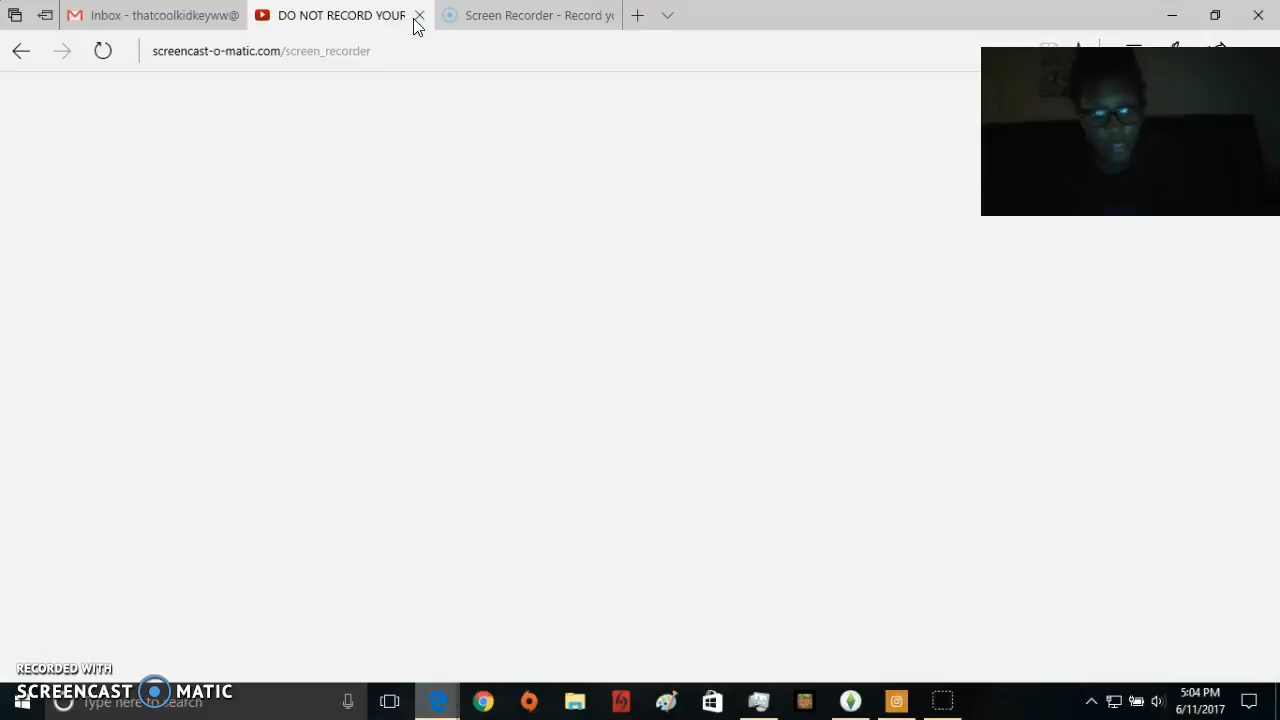 Inbox - thatcoolkidkeyww@
DO NOT RECORD YOUR
Screen Recorder - Record yo
screencast-o-matic.com/screen_recorder
RECORDED WITH
SCREENCAST MATIC
Type here to search
5:04 PM
6/11/2017